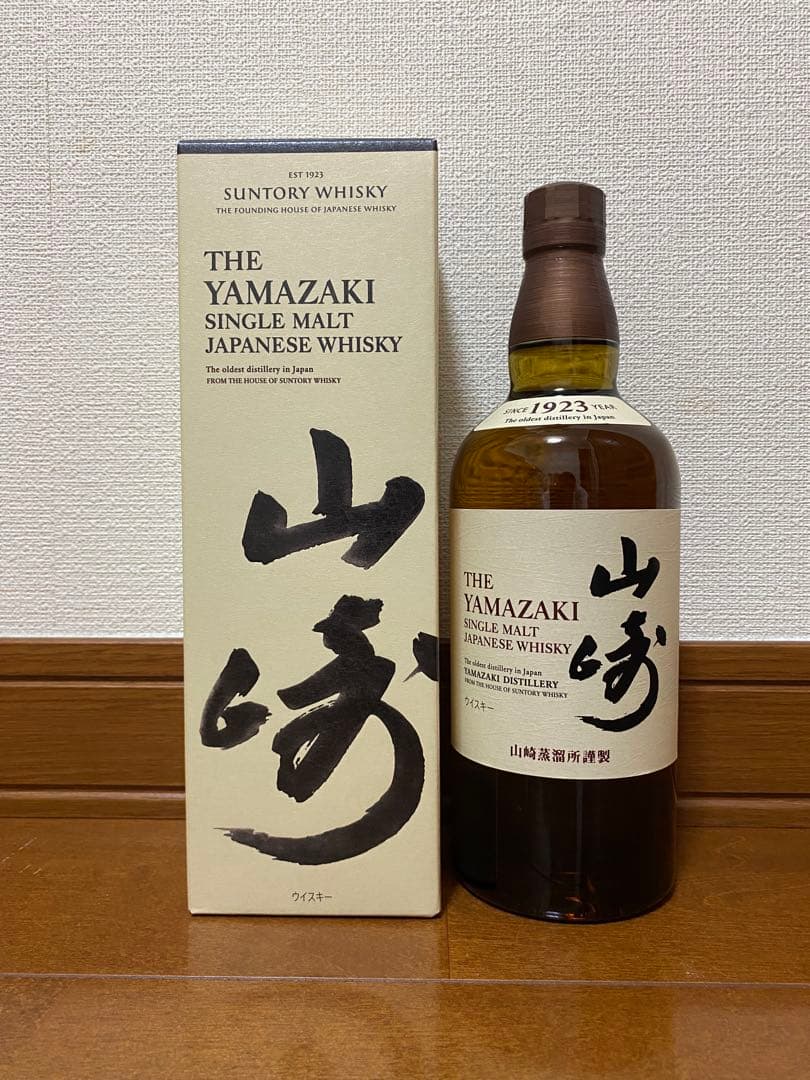 EST 1923
SUNTORY WHISKY
THE FOUNDING HOUSE OF JAPANESE WHISKY
THE
YAMAZAKI
SINGLE MALT
JAPANESE WHISKY
The oldest distillery in Japan
FROM THE HOUSE OF SUNTORY WHISKY
山崎
ウイスキー
SINCE 1923 YEAR
The oldest distillery in Japan
THE
YAMAZAKI
SINGLE MALT
JAPANESE WHISKY
The oldest distillery in Japan
YAMAZAKI DISTILLERY
FROM THE HOUSE OF SUNTORY WHISKY
ウイスキー
山崎
山崎蒸溜所謹製